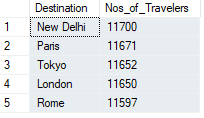 Destination Nos_of_Travelers
1 New Delhi 11700
2 Paris 11671
3 Tokyo 11652
4 London 11650
5 Rome 11597